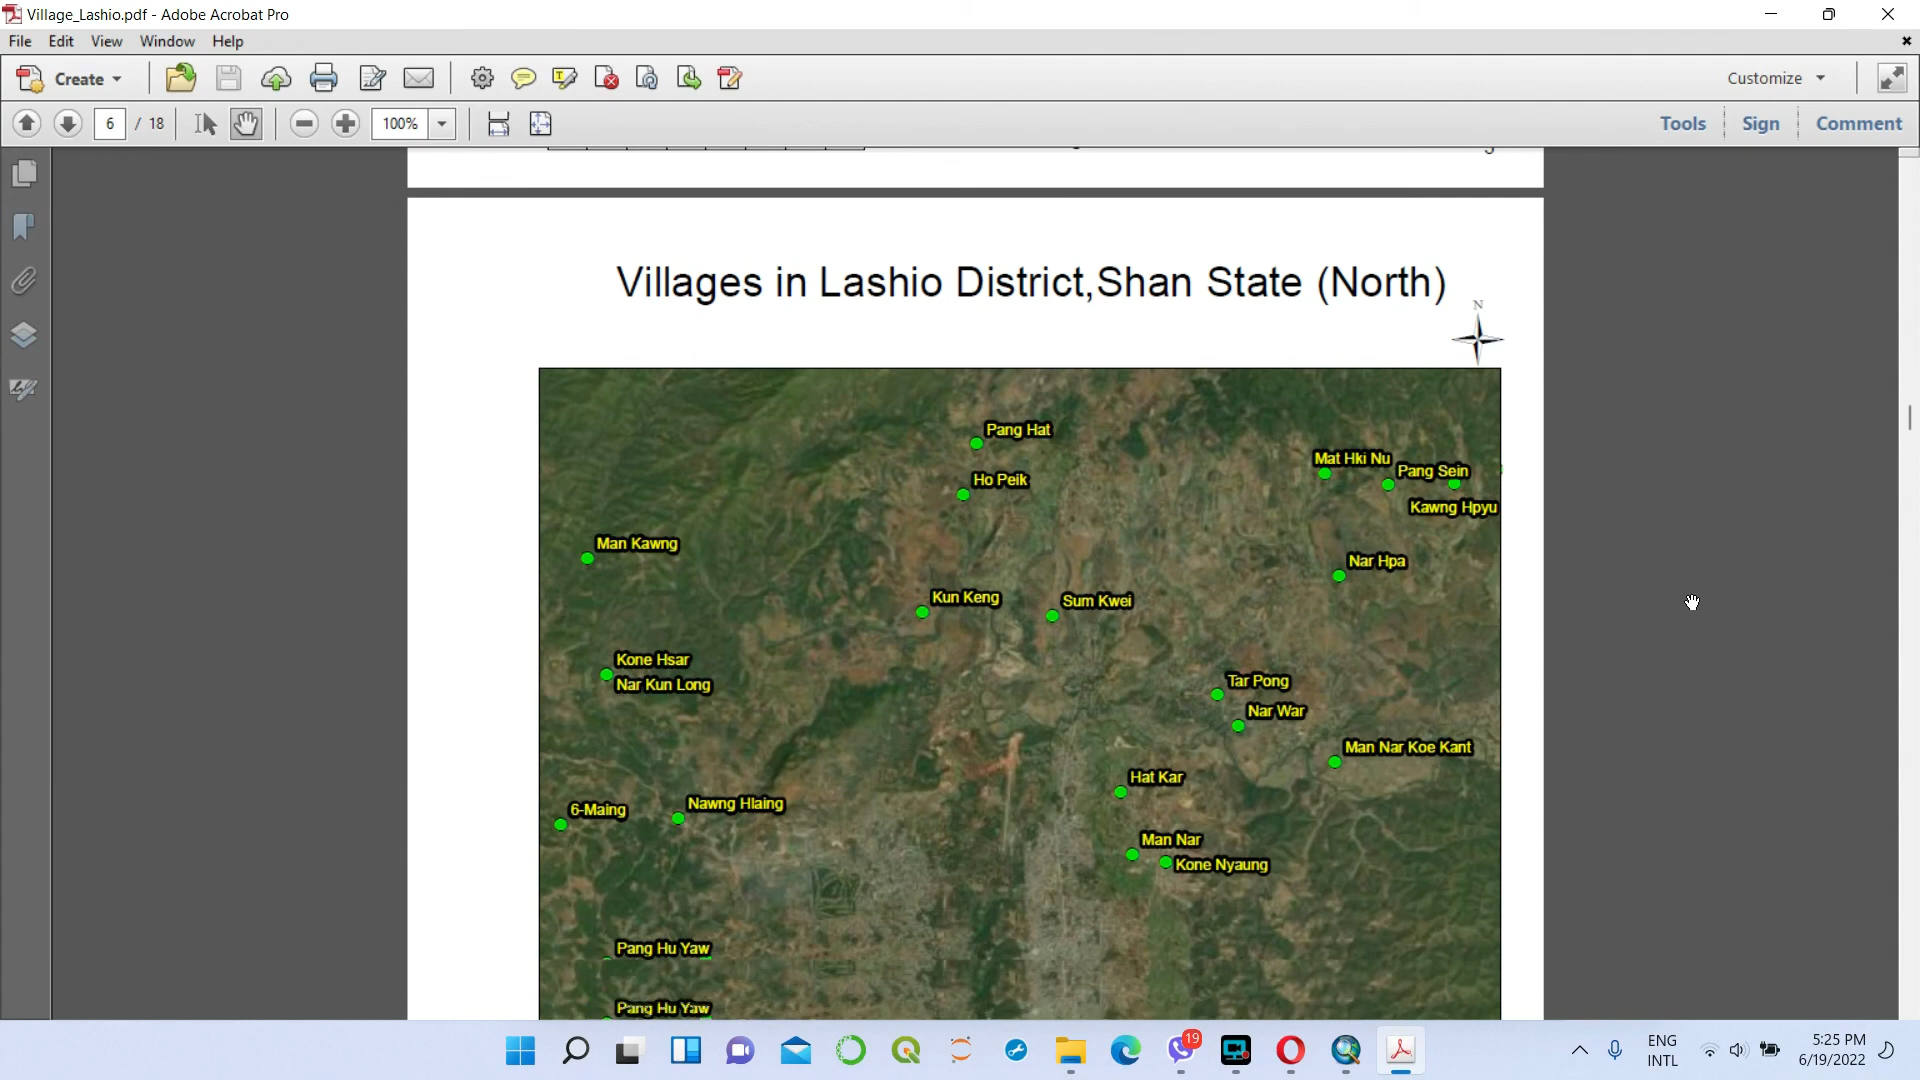 Village_Lashio.pdf - Adobe Acrobat Pro
File Edit View Window Help
Create
Customize
6 / 18
100%
Tools Sign Comment
Villages in Lashio District,Shan State (North)
N
Pang Hat
Mat Hki Nu
Pang Sein
Ho Peik
Kawng Hpyu
Man Kawng
Nar Hpa
Kun Keng
Sum Kwei
Kone Hsar
Nar Kun Long
Tar Pong
Nar War
Man Nar Koe Kant
Hat Kar
Nawng Hlaing
6-Maing
Man Nar
Kone Nyaung
Pang Hu Yaw
Pang Hu Yaw
19
ENG
INTL
5:25 PM
6/19/2022